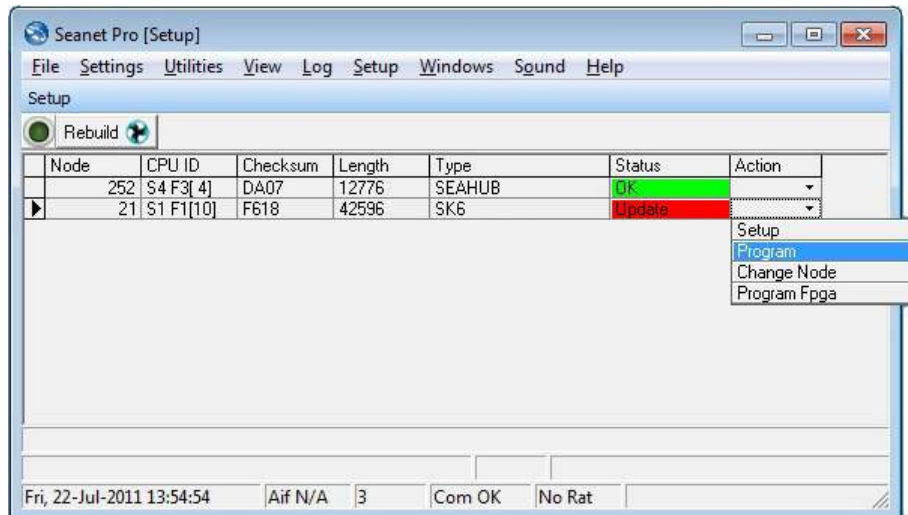 Seanet Pro [Setup]
File Settings Utilities View Log Setup Windows Sound Help
Setup
Rebuild
Node CPU ID Checksum Length Type Status Action
252 S4 F3[ 4] DA07 12776 SEAHUB OK
21 S1 F1[10] F618 42596 SK6 Update
Setup
Program
Change Node
Program Fpga
Fri, 22-Jul-2011 13:54:54 Aif N/A 3 Com OK No Rat